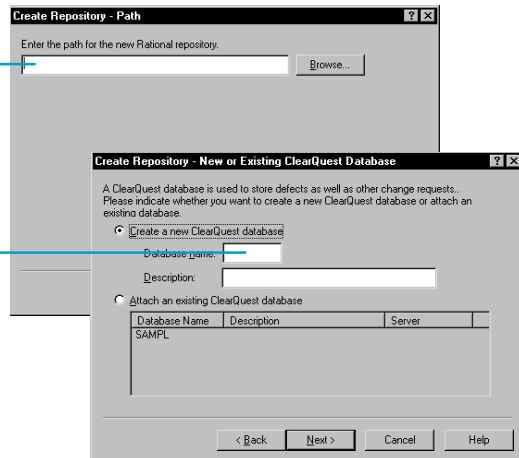 Create Repository - Path
Enter the path for the new Rational repository.
Browse...
Create Repository - New or Existing ClearQuest Database
A ClearQuest database is used to store defects as well as other change requests..
Please indicate whether you want to create a new ClearQuest database or attach an
existing database.
Create a new ClearQuest database
Database name:
Description:
Attach an existing ClearQuest database
Database Name Description Server
SAMPL
< Back Next > Cancel Help